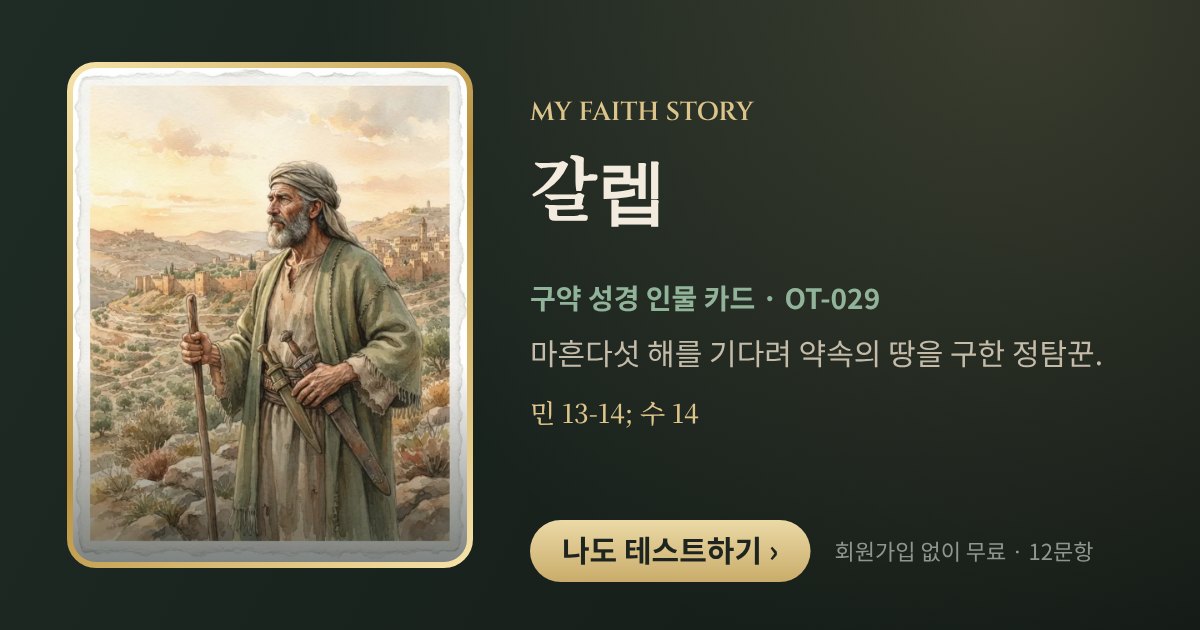 MY FAITH STORY
갈렙
구약 성경 인물 카드 · OT-029
마흔다섯 해를 기다려 약속의 땅을 구한 정탐꾼.
민 13-14; 수 14
나도 테스트하기 ›
회원가입 없이 무료 · 12문항